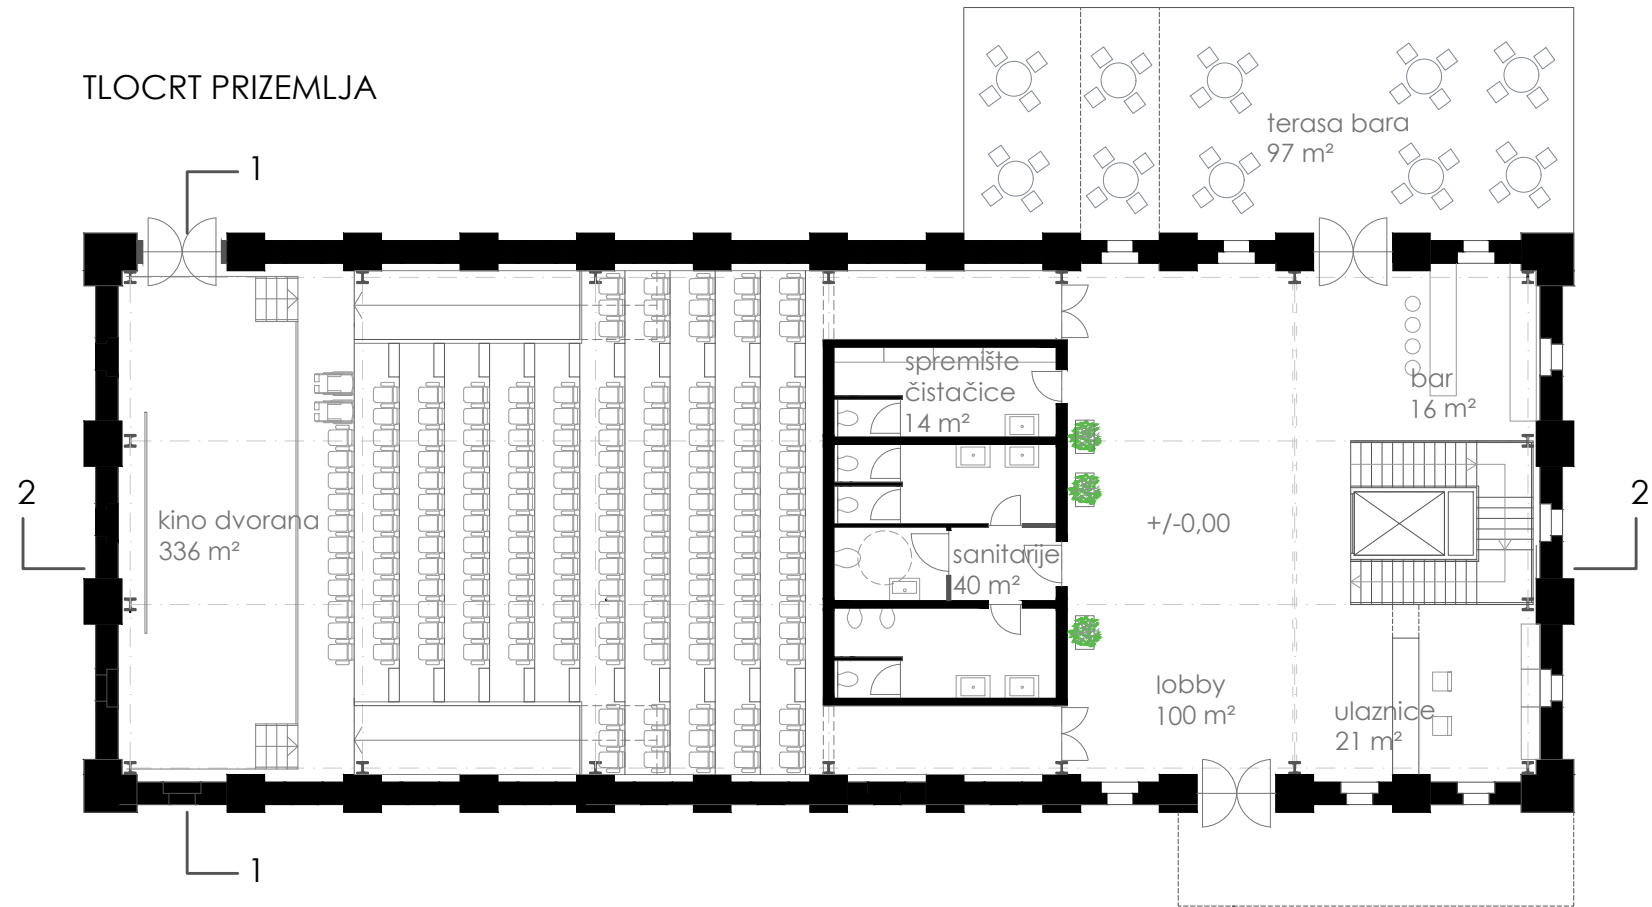 TLOCRT PRIZEMLJA
terasa bara
97 m²
1
spremište
čistačice
14 m²
bar
16 m²
2
2
kino dvorana
336 m²
+/-0,00
sanitarije
40 m²
lobby
100 m²
ulaznice
21 m²
1